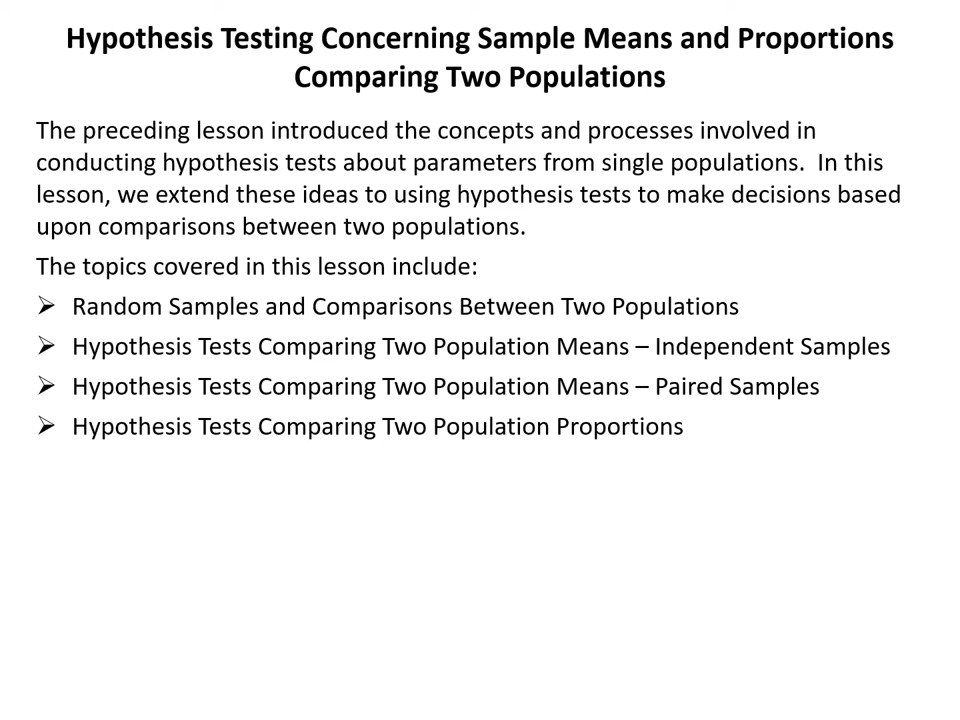 Hypothesis Testing Concerning Sample Means and Proportions
Comparing Two Populations
The preceding lesson introduced the concepts and processes involved in
conducting hypothesis tests about parameters from single populations.  In this
lesson, we extend these ideas to using hypothesis tests to make decisions based
upon comparisons between two populations.
The topics covered in this lesson include:
➢ Random Samples and Comparisons Between Two Populations
➢ Hypothesis Tests Comparing Two Population Means – Independent Samples
➢ Hypothesis Tests Comparing Two Population Means – Paired Samples
➢ Hypothesis Tests Comparing Two Population Proportions